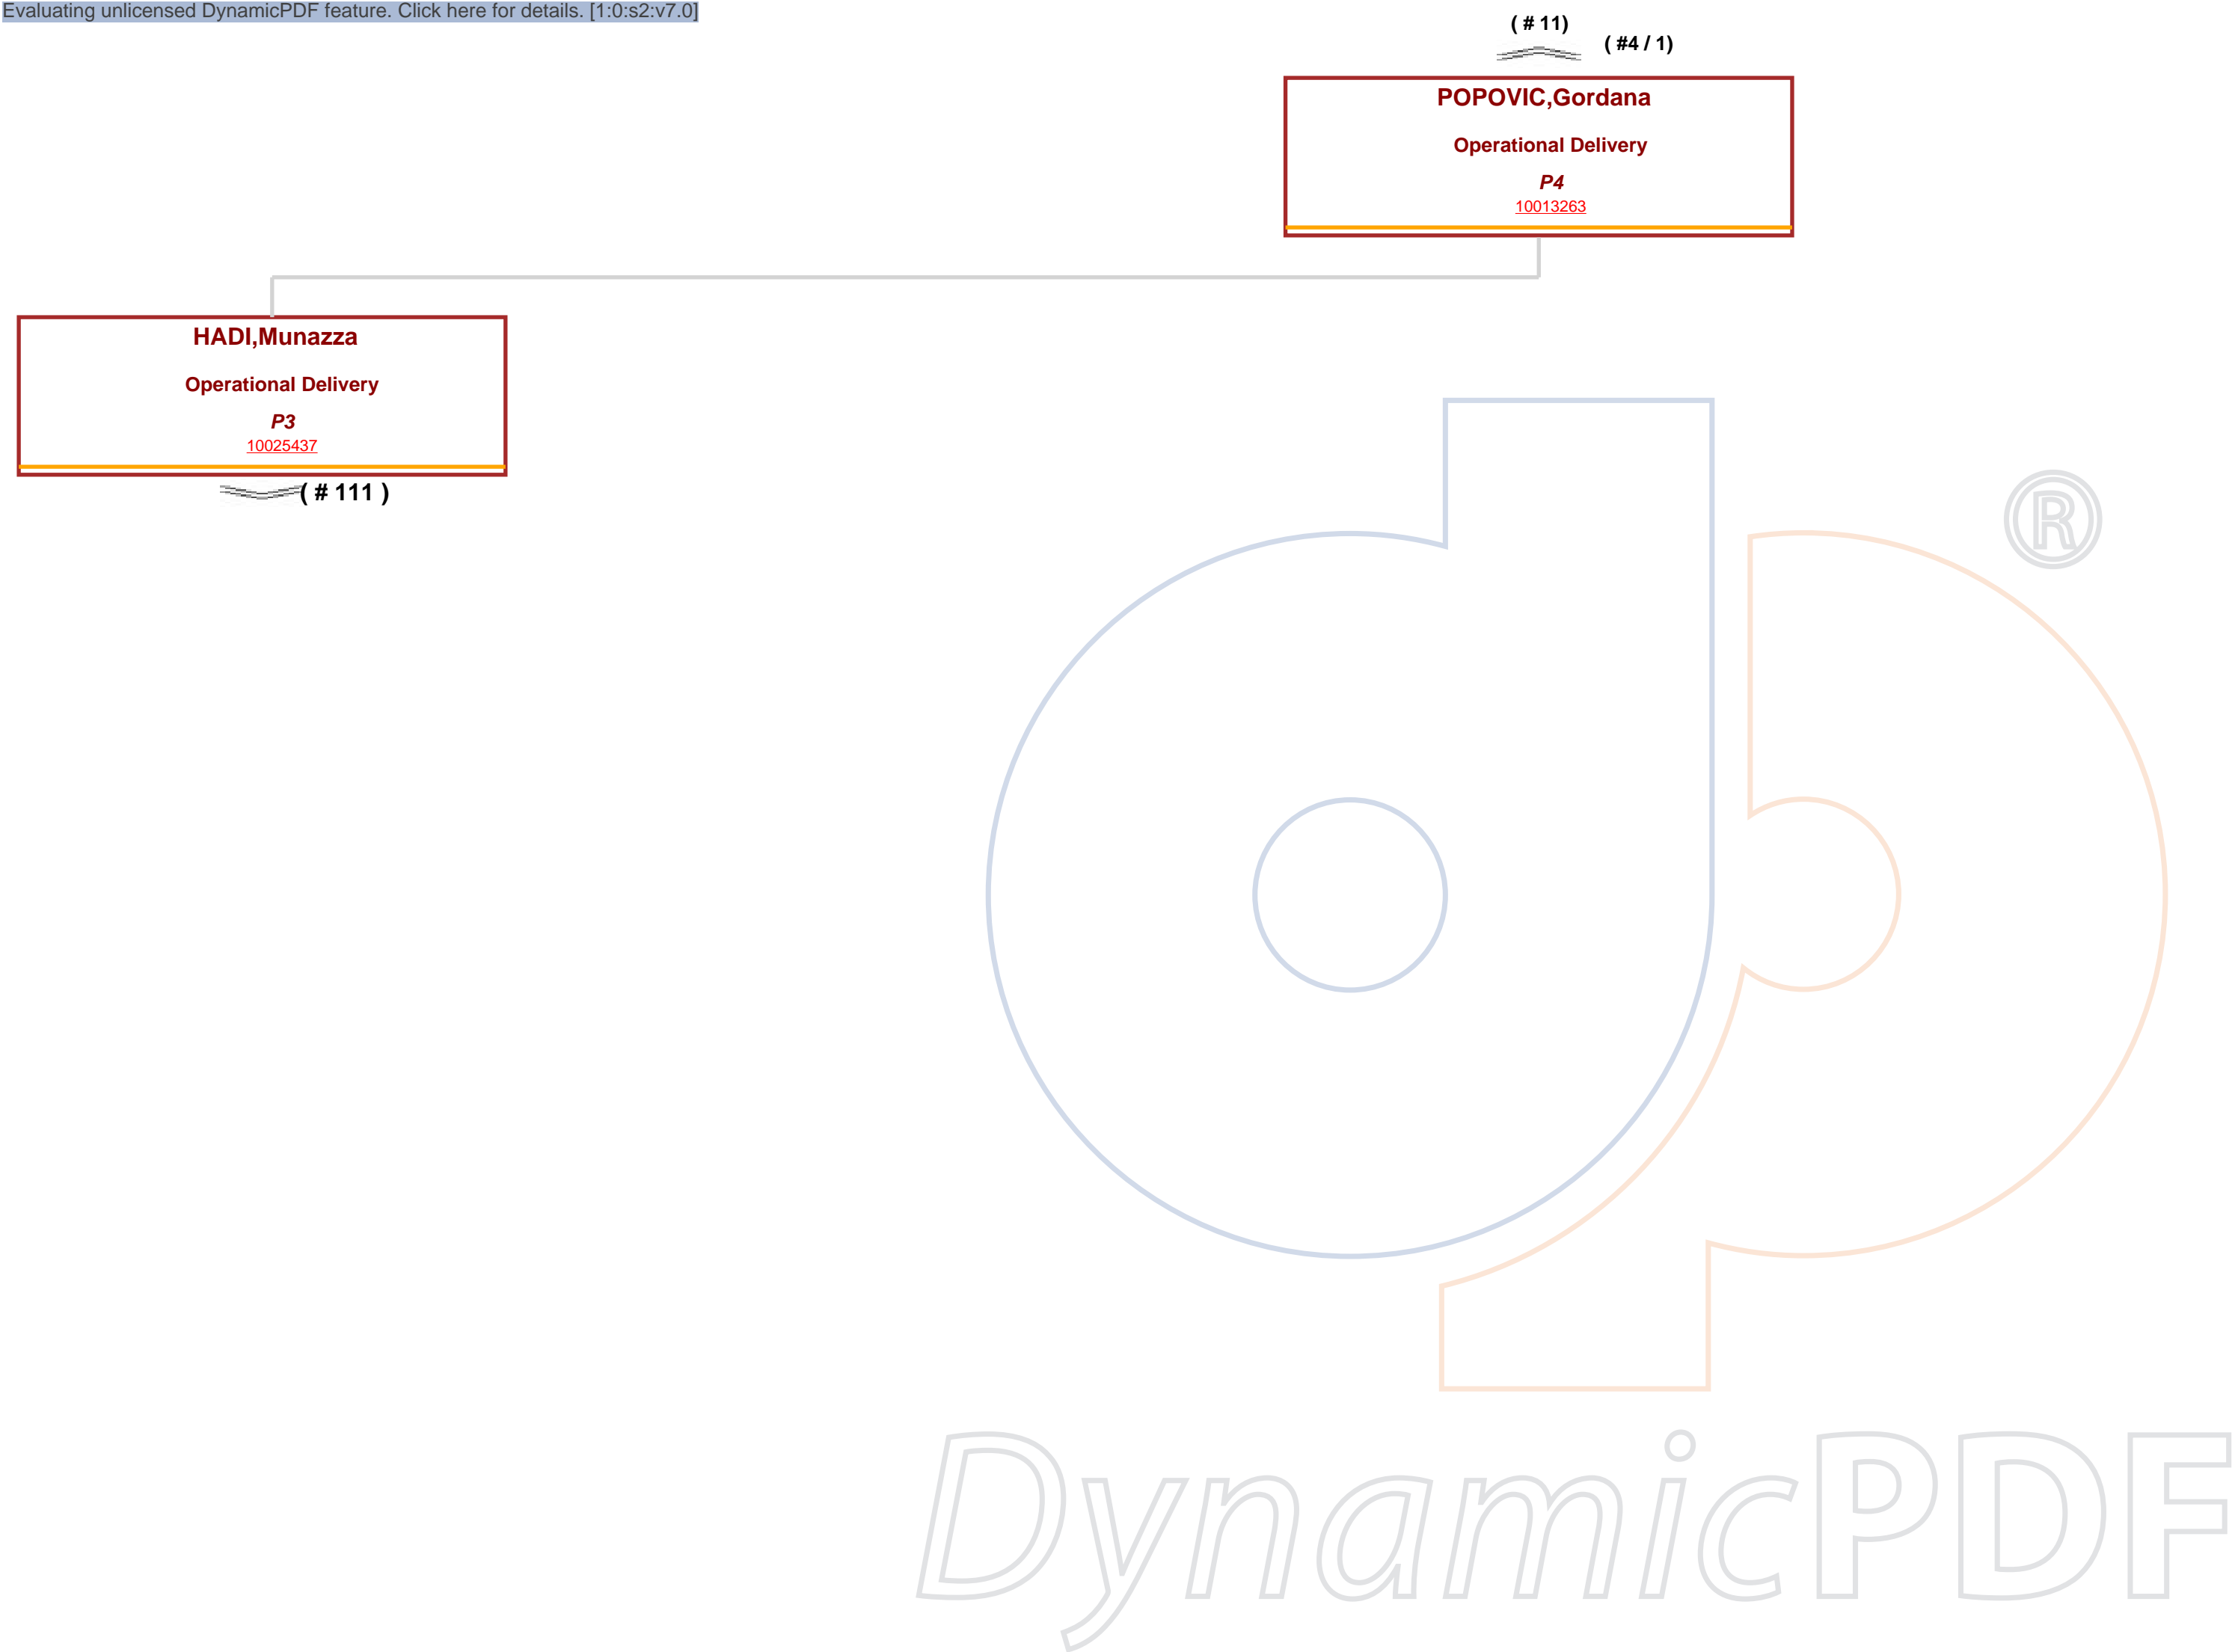 Evaluating unlicensed DynamicPDF feature. Click here for details. [1:0:s2:v7.0]
( # 11)
( #4 / 1)
POPOVIC,Gordana
Operational Delivery
P4
10013263
HADI,Munazza
Operational Delivery
P3
10025437
( # 111 )
®
DynamicPDF